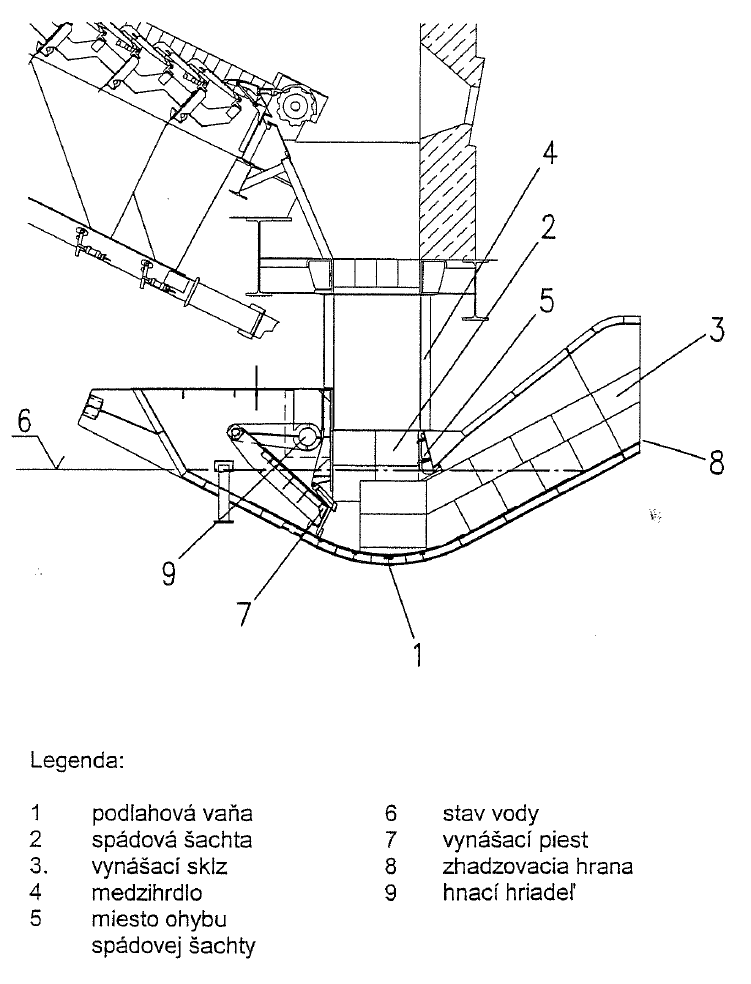 4
2
5
3
6
8
9
7
1
Legenda:
1 podlahová vaňa
2 spádová šachta
3. vynášací sklz
4 medzihrdlo
5 miesto ohybu
spádovej šachty
6 stav vody
7 vynášací piest
8 zhadzovacia hrana
9 hnací hriadeľ